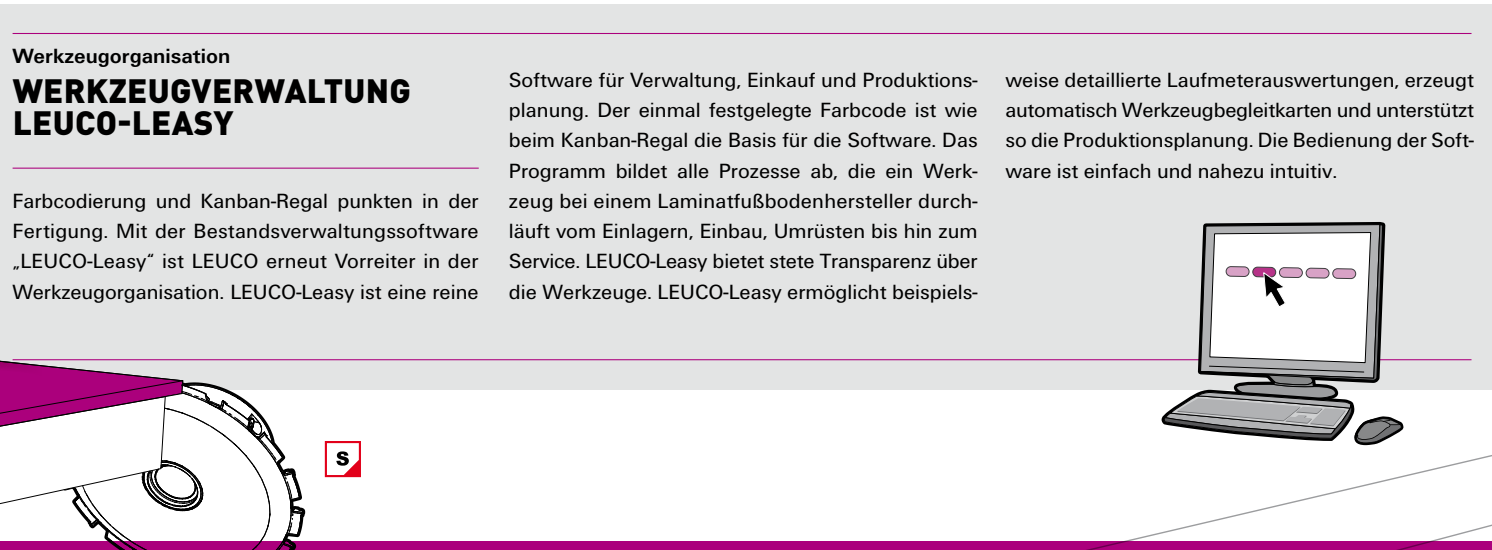 Werkzeugorganisation
WERKZEUGVERWALTUNG
LEUCO-LEASY
Farbcodierung und Kanban-Regal punkten in der
Fertigung. Mit der Bestandsverwaltungssoftware
„LEUCO-Leasy“ ist LEUCO erneut Vorreiter in der
Werkzeugorganisation. LEUCO-Leasy ist eine reine
Software für Verwaltung, Einkauf und Produktions-
planung. Der einmal festgelegte Farbcode ist wie
beim Kanban-Regal die Basis für die Software. Das
Programm bildet alle Prozesse ab, die ein Werk-
zeug bei einem Laminatfußbodenhersteller durch-
läuft vom Einlagern, Einbau, Umrüsten bis hin zum
Service. LEUCO-Leasy bietet stete Transparenz über
die Werkzeuge. LEUCO-Leasy ermöglicht beispiels-
weise detaillierte Laufmeterauswertungen, erzeugt
automatisch Werkzeugbegleitkarten und unterstützt
so die Produktionsplanung. Die Bedienung der Soft-
ware ist einfach und nahezu intuitiv.
S